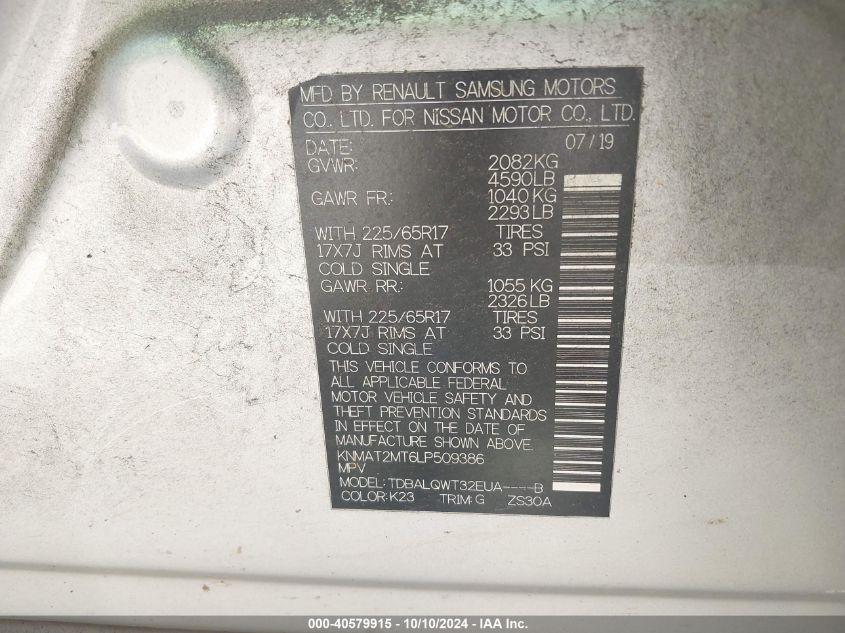 MFD BY RENAULT SAMSUNG MOTORS
CO., LTD. FOR NISSAN MOTOR CO., LTD.
DATE: 07/19
GVWR: 2082KG
4590LB
GAWR FR: 1040 KG
2293LB
WITH 225/65R17 TIRES
17X7J RIMS AT 33 PSI
COLD SINGLE
GAWR RR: 1055 KG
2326LB
WITH 225/65R17 TIRES
17X7J RIMS AT 33 PSI
COLD SINGLE
THIS VEHICLE CONFORMS TO
ALL APPLICABLE FEDERAL
MOTOR VEHICLE SAFETY AND
THEFT PREVENTION STANDARDS
IN EFFECT ON THE DATE OF
MANUFACTURE SHOWN ABOVE.
KNMAT2MT6LP509386
MPV
MODEL: TDBALQWT32EUA----B
COLOR: K23 TRIM: G ZS30A
000-40579915 - 10/10/2024 - IAA Inc.